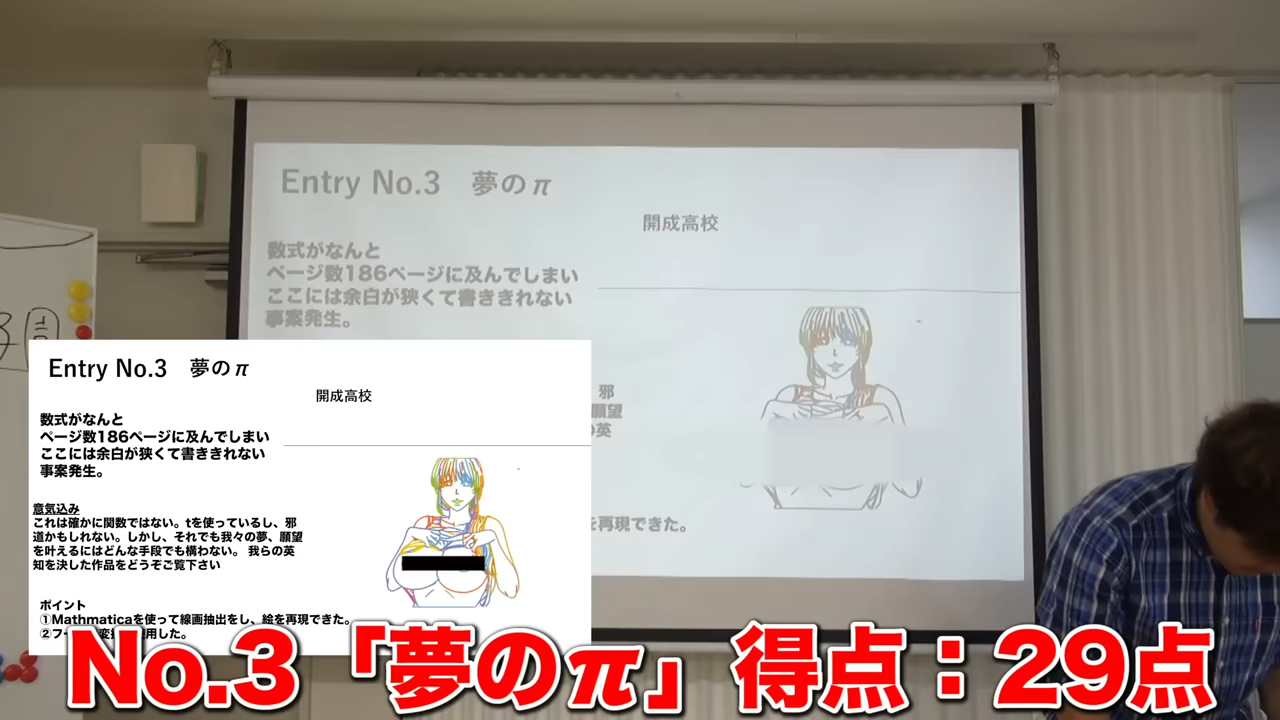 Entry No.3 夢のπ
開成高校
数式がなんと
ページ数186ページに及んでしまい
ここには余白が狭くて書ききれない
事案発生。
邪
願望
の英
を再現できた。
Entry No.3 夢のπ
開成高校
数式がなんと
ページ数186ページに及んでしまい
ここには余白が狭くて書ききれない
事案発生。
意気込み
これは確かに関数ではない。tを使っているし、邪
道かもしれない。しかし、それでも我々の夢、願望
を叶えるにはどんな手段でも構わない。 我らの英
知を決した作品をどうぞご覧下さい
ポイント
①Mathmaticaを使って線画抽出をし、絵を再現できた。
②フー
用した。
No.3「夢のπ」得点：29点